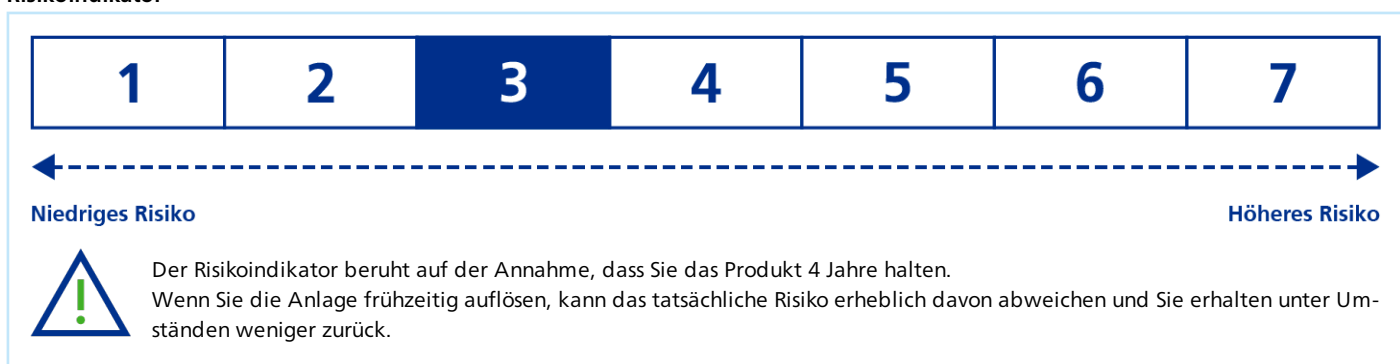 Risikoindikator
1 2 3 4 5 6 7
Niedriges Risiko Höheres Risiko
!
Der Risikoindikator beruht auf der Annahme, dass Sie das Produkt 4 Jahre halten.
Wenn Sie die Anlage frühzeitig auflösen, kann das tatsächliche Risiko erheblich davon abweichen und Sie erhalten unter Um-
ständen weniger zurück.